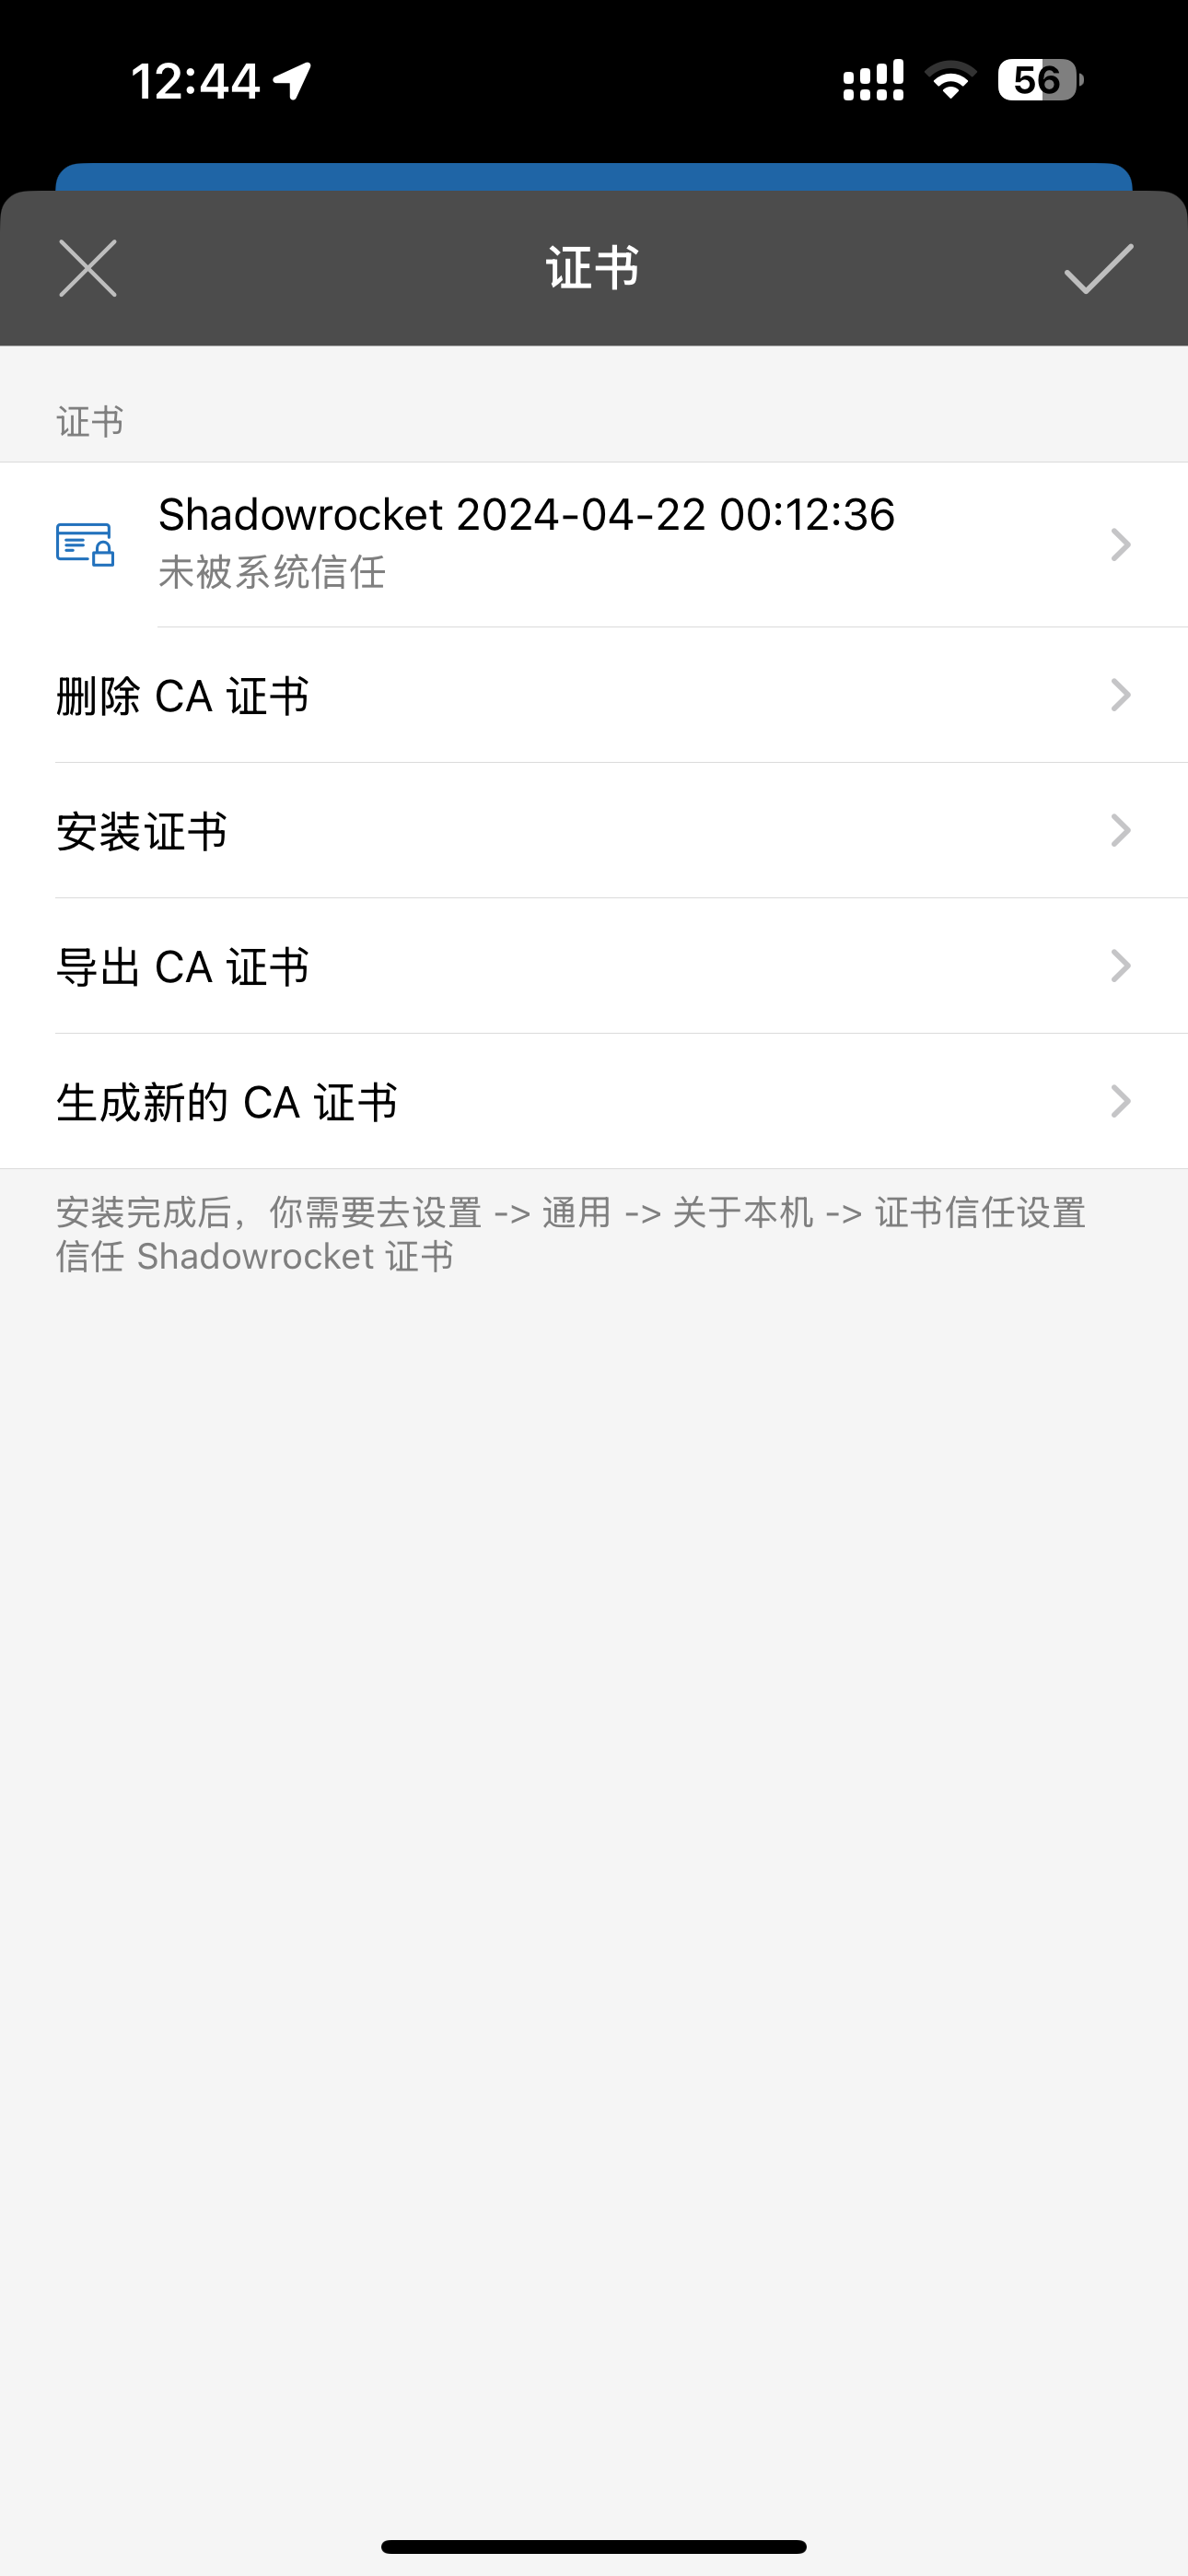 12:44
56
证书
证书
Shadowrocket 2024-04-22 00:12:36
未被系统信任
删除 CA 证书
安装证书
导出 CA 证书
生成新的 CA 证书
安装完成后，你需要去设置 -> 通用 -> 关于本机 -> 证书信任设置
信任 Shadowrocket 证书